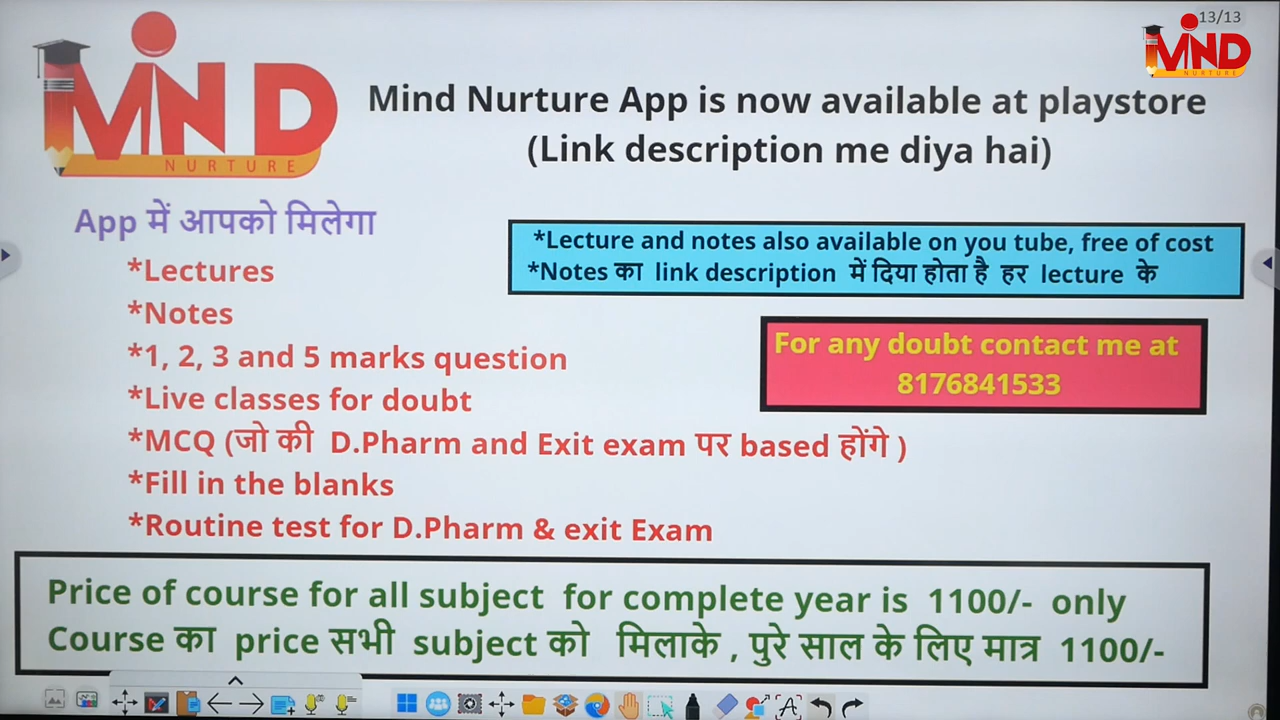 13/13
MIND
NURTURE
MIND
NURTURE
Mind Nurture App is now available at playstore
(Link description me diya hai)
App में आपको मिलेगा
*Lectures
*Notes
*1, 2, 3 and 5 marks question
*Live classes for doubt
*MCQ (जो की D.Pharm and Exit exam पर based होंगे )
*Fill in the blanks
*Routine test for D.Pharm & exit Exam
*Lecture and notes also available on you tube, free of cost
*Notes का link description में दिया होता है हर lecture के
For any doubt contact me at
8176841533
Price of course for all subject for complete year is 1100/- only
Course का price सभी subject को मिलाके , पुरे साल के लिए मात्र 1100/-